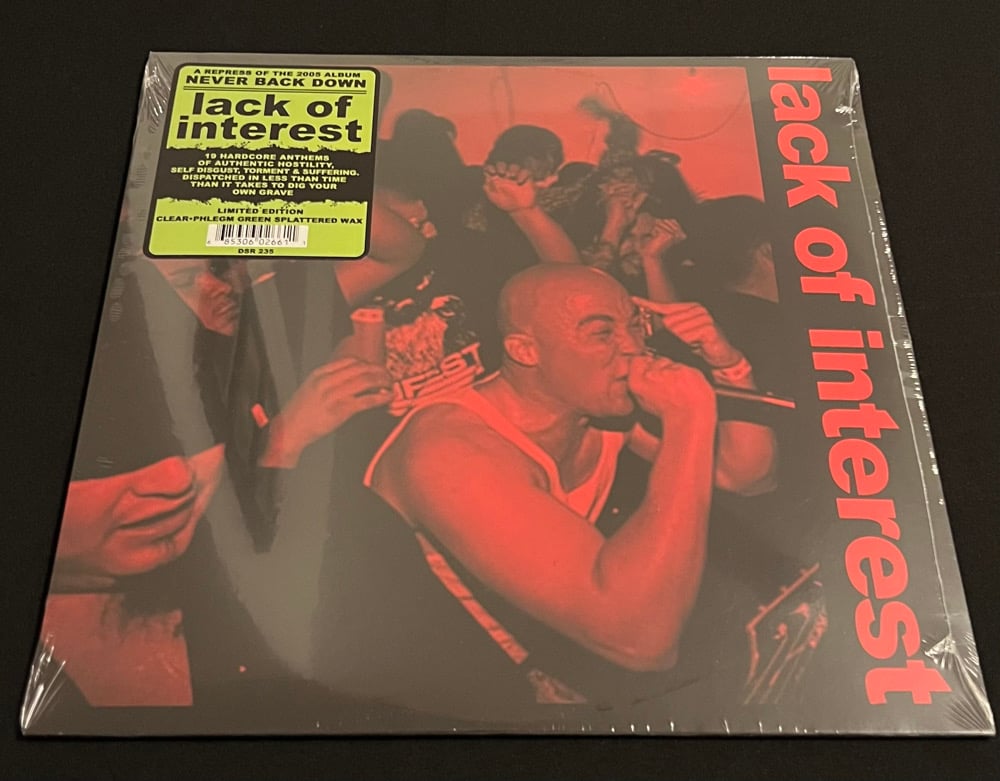 A REPRESS OF THE 2005 ALBUM
NEVER BACK DOWN
lack of
interest
19 HARDCORE ANTHEMS
OF AUTHENTIC HOSTILITY,
SELF DISGUST, TORMENT & SUFFERING.
DISPATCHED IN LESS THAN TIME
THAN IT TAKES TO DIG YOUR
OWN GRAVE
LIMITED EDITION
CLEAR+PHLEGM GREEN SPLATTERED WAX
85306 02661
DSR 235
lack of interest